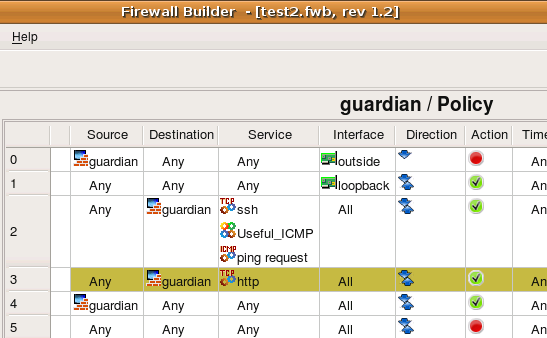 Firewall Builder - [test2.fwb, rev 1.2]
Help
guardian / Policy
Source Destination Service Interface Direction Action Time
0 guardian Any Any outside An
1 Any Any Any loopback An
Any guardian TCP ssh All An
2 Useful_ICMP
ICMP ping request
3 Any guardian TCP http All An
4 guardian Any Any All An
5 Any Any Any All An